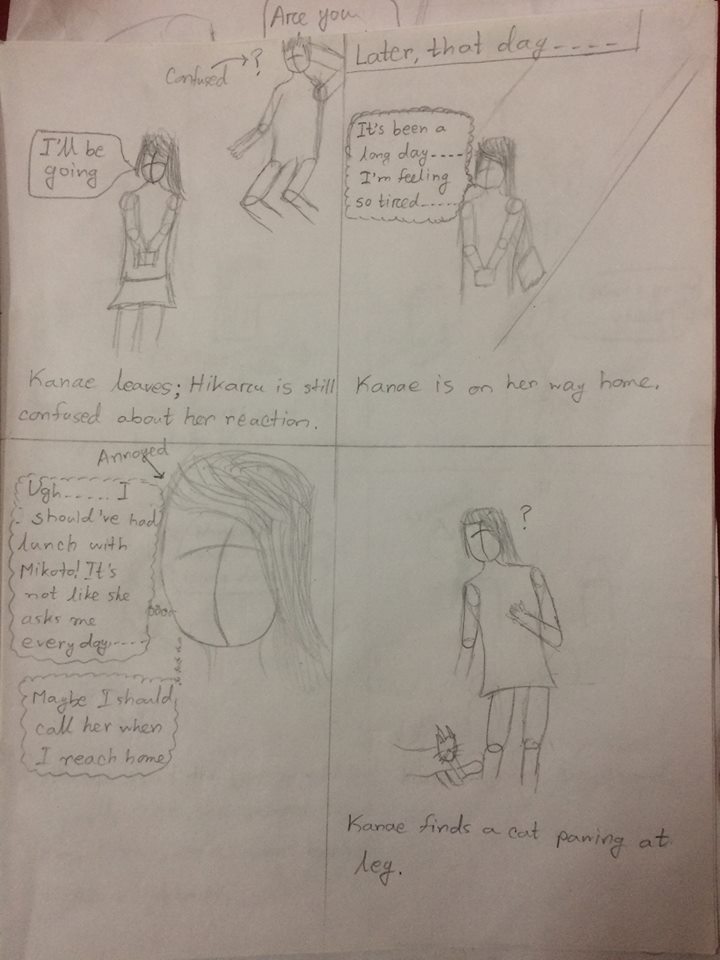 Are you
Confused
?
I'll be
going
Kanae leaves; Hikaru is still
confused about her reaction.
Later, that day----
It's been a
long day----
I'm feeling
so tired-----
Kanae is on her way home.
Annoyed
Ugh----- I
should've had
lunch with
Mikoto! It's
not like she
asks me
everyday----
Maybe I should
call her when
I reach home
?
Kanae finds a cat pawing at
leg.